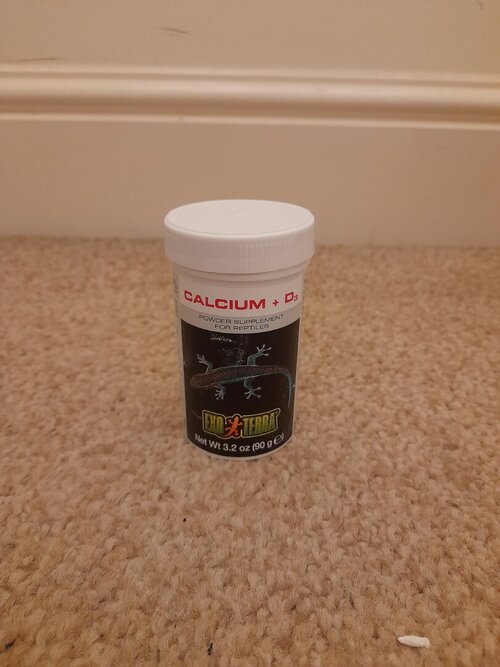 CALCIUM + D3
POWDER SUPPLEMENT
FOR REPTILES
EXO TERRA
Net Wt 3.2 oz (90 g ℮)